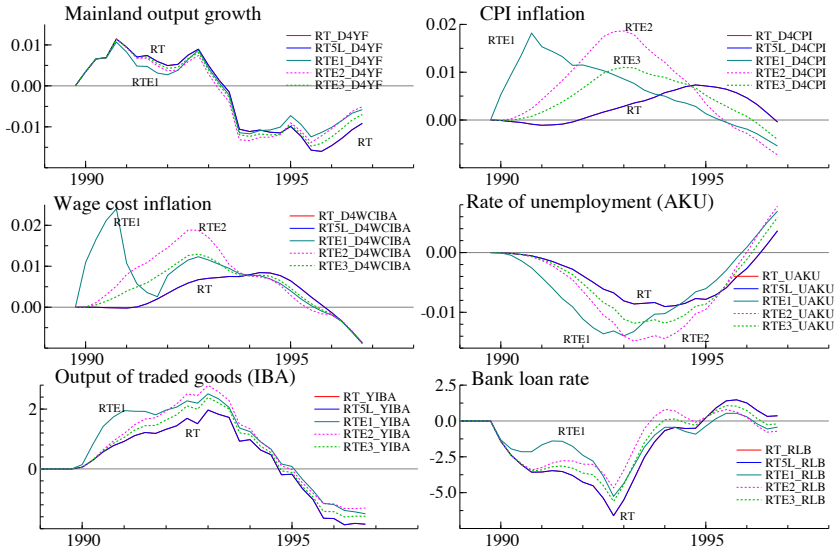 Mainland output growth
RT_D4YF
RT5L_D4YF
RTE1_D4YF
RTE2_D4YF
RTE3_D4YF
0.01
0.00
-0.01
RT
RTE1
RT
1990
1995
CPI inflation
RT_D4CPI
RT5L_D4CPI
RTE1_D4CPI
RTE2_D4CPI
RTE3_D4CPI
0.02
0.01
0.00
RTE1
RTE2
RTE3
RT
1990
1995
Wage cost inflation
RT_D4WCIBA
RT5L_D4WCIBA
RTE1_D4WCIBA
RTE2_D4WCIBA
RTE3_D4WCIBA
0.02
0.01
0.00
RTE1
RTE2
RT
1990
1995
Rate of unemployment (AKU)
RT_UAKU
RT5L_UAKU
RTE1_UAKU
RTE2_UAKU
RTE3_UAKU
0.00
-0.01
RT
RTE1
RTE2
1990
1995
Output of traded goods (IBA)
RT_YIBA
RT5L_YIBA
RTE1_YIBA
RTE2_YIBA
RTE3_YIBA
2
0
RTE1
RT
1990
1995
Bank loan rate
RT_RLB
RT5L_RLB
RTE1_RLB
RTE2_RLB
RTE3_RLB
2.5
0.0
-2.5
-5.0
RTE1
RT
1990
1995